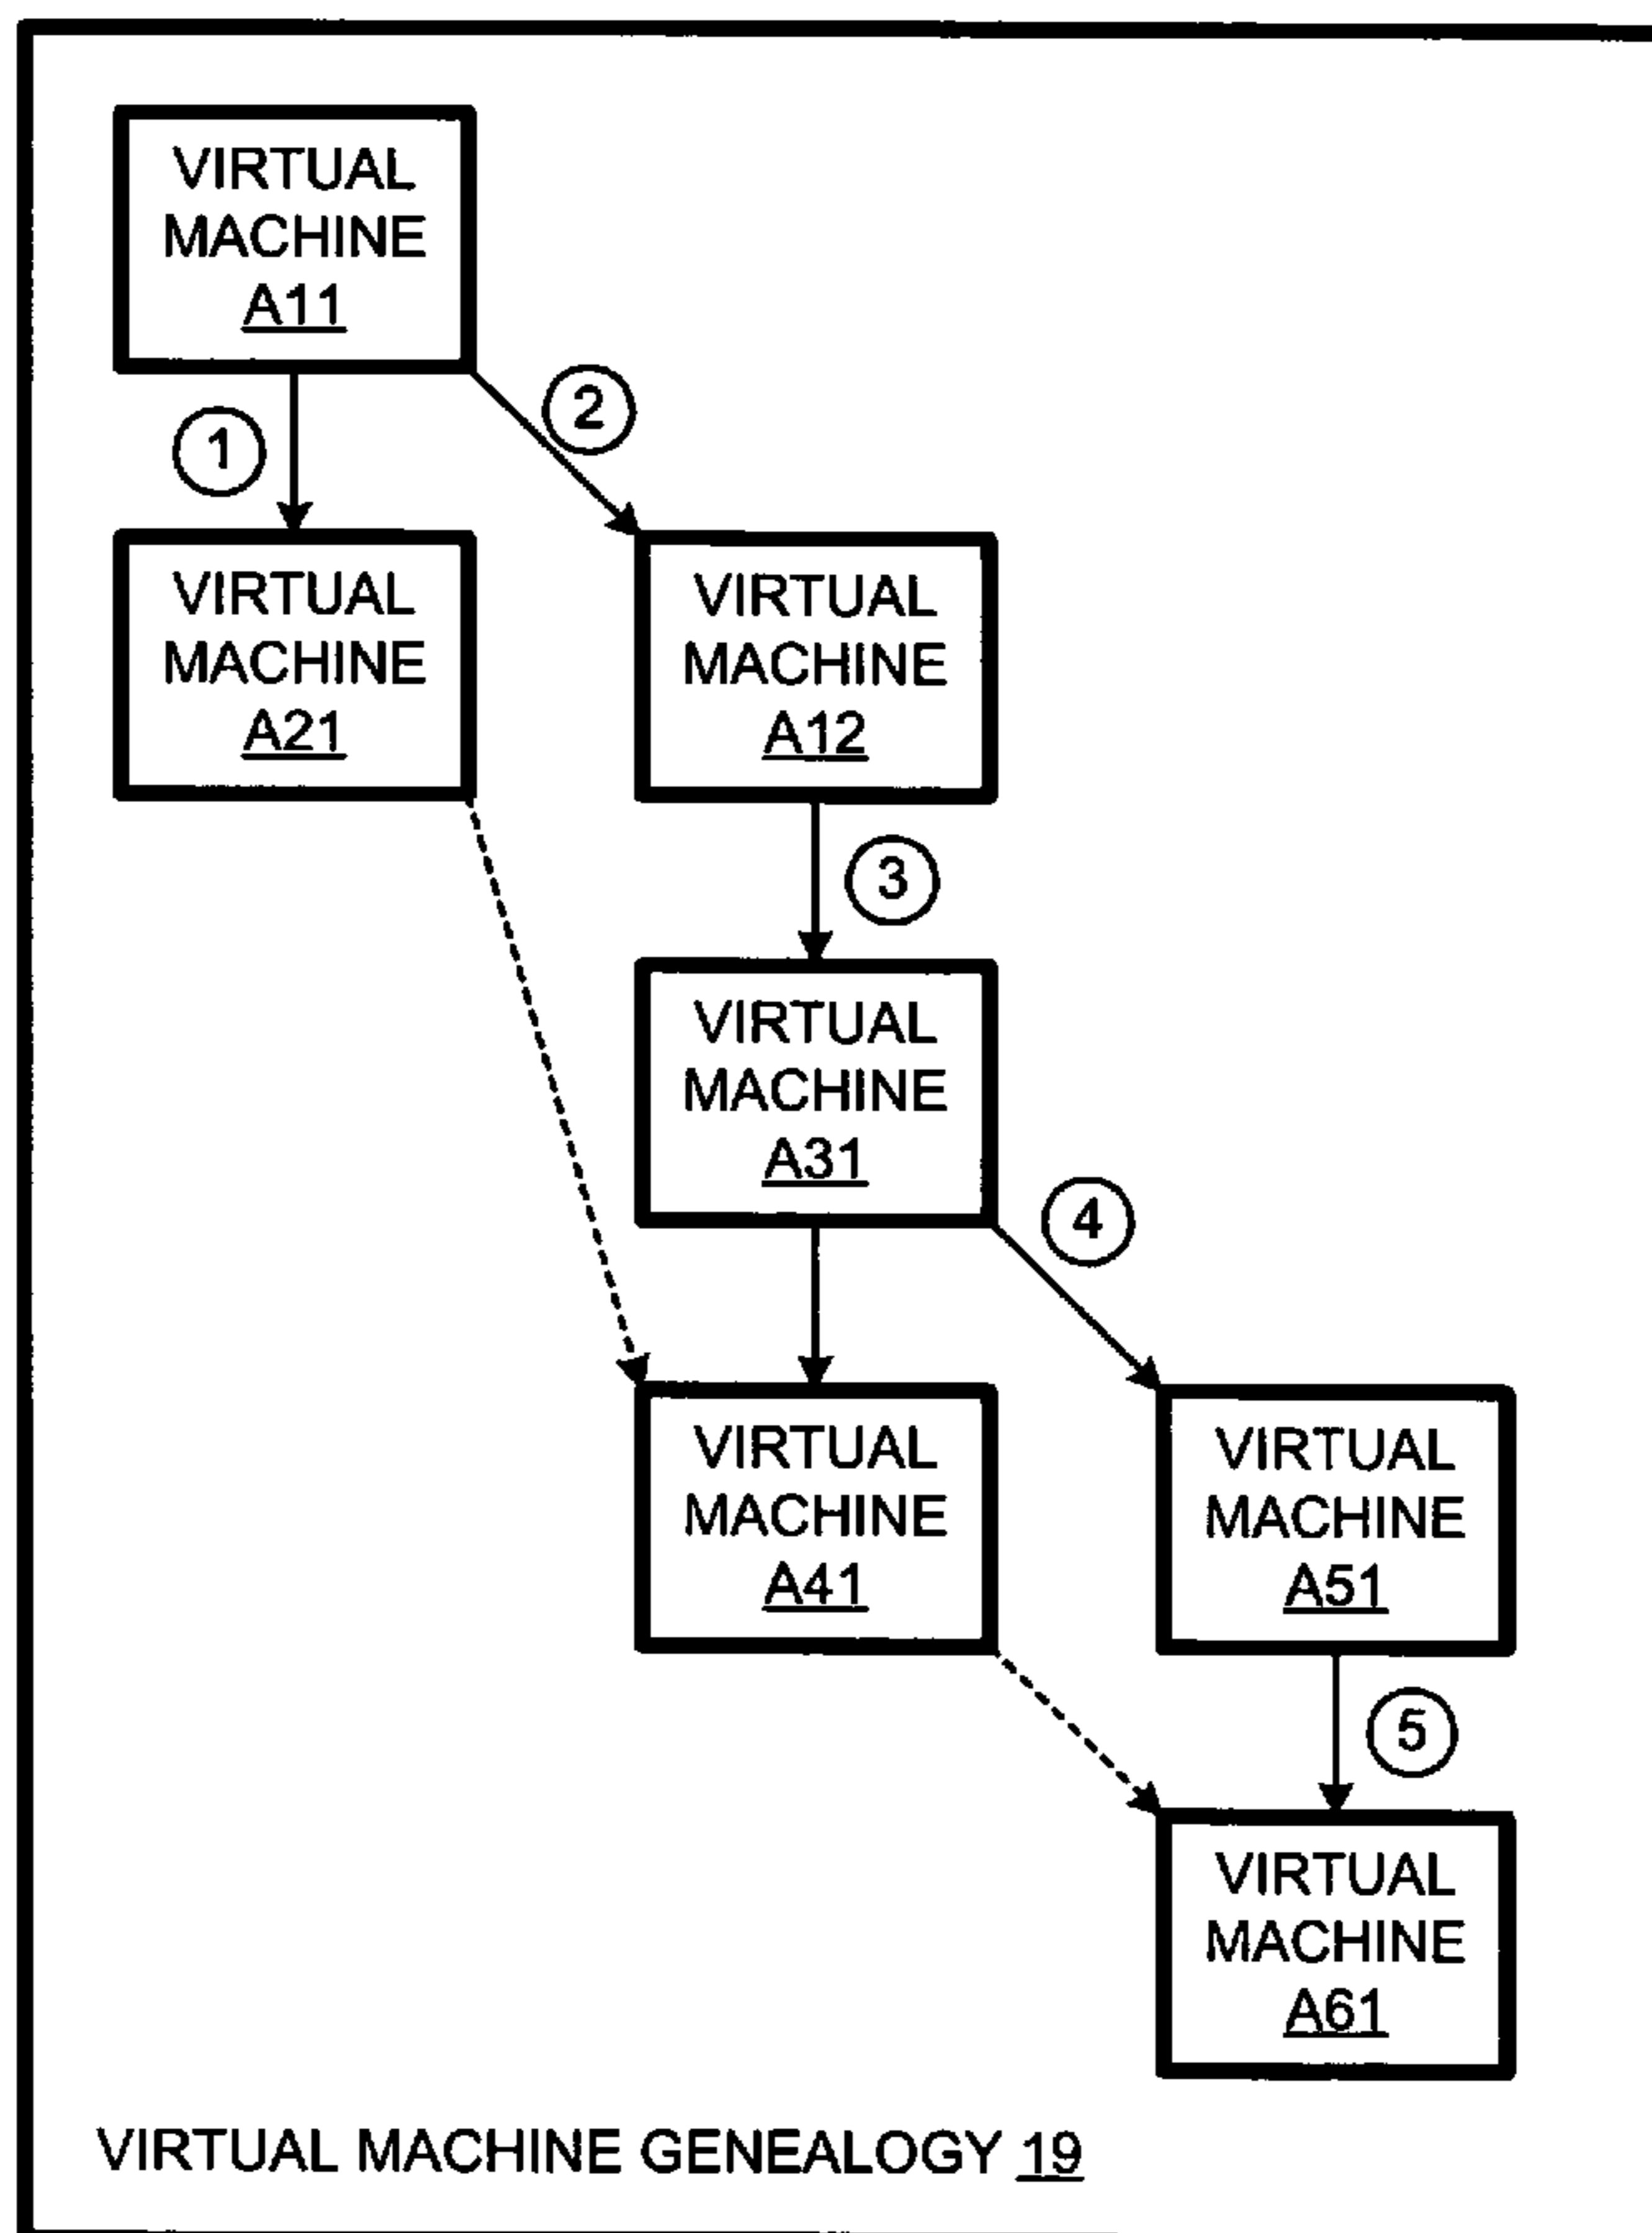 VIRTUAL
MACHINE
A11
2
1
VIRTUAL
MACHINE
A21
VIRTUAL
MACHINE
A12
3
VIRTUAL
MACHINE
A31
4
VIRTUAL
MACHINE
A41
VIRTUAL
MACHINE
A51
5
VIRTUAL
MACHINE
A61
VIRTUAL MACHINE GENEALOGY 19